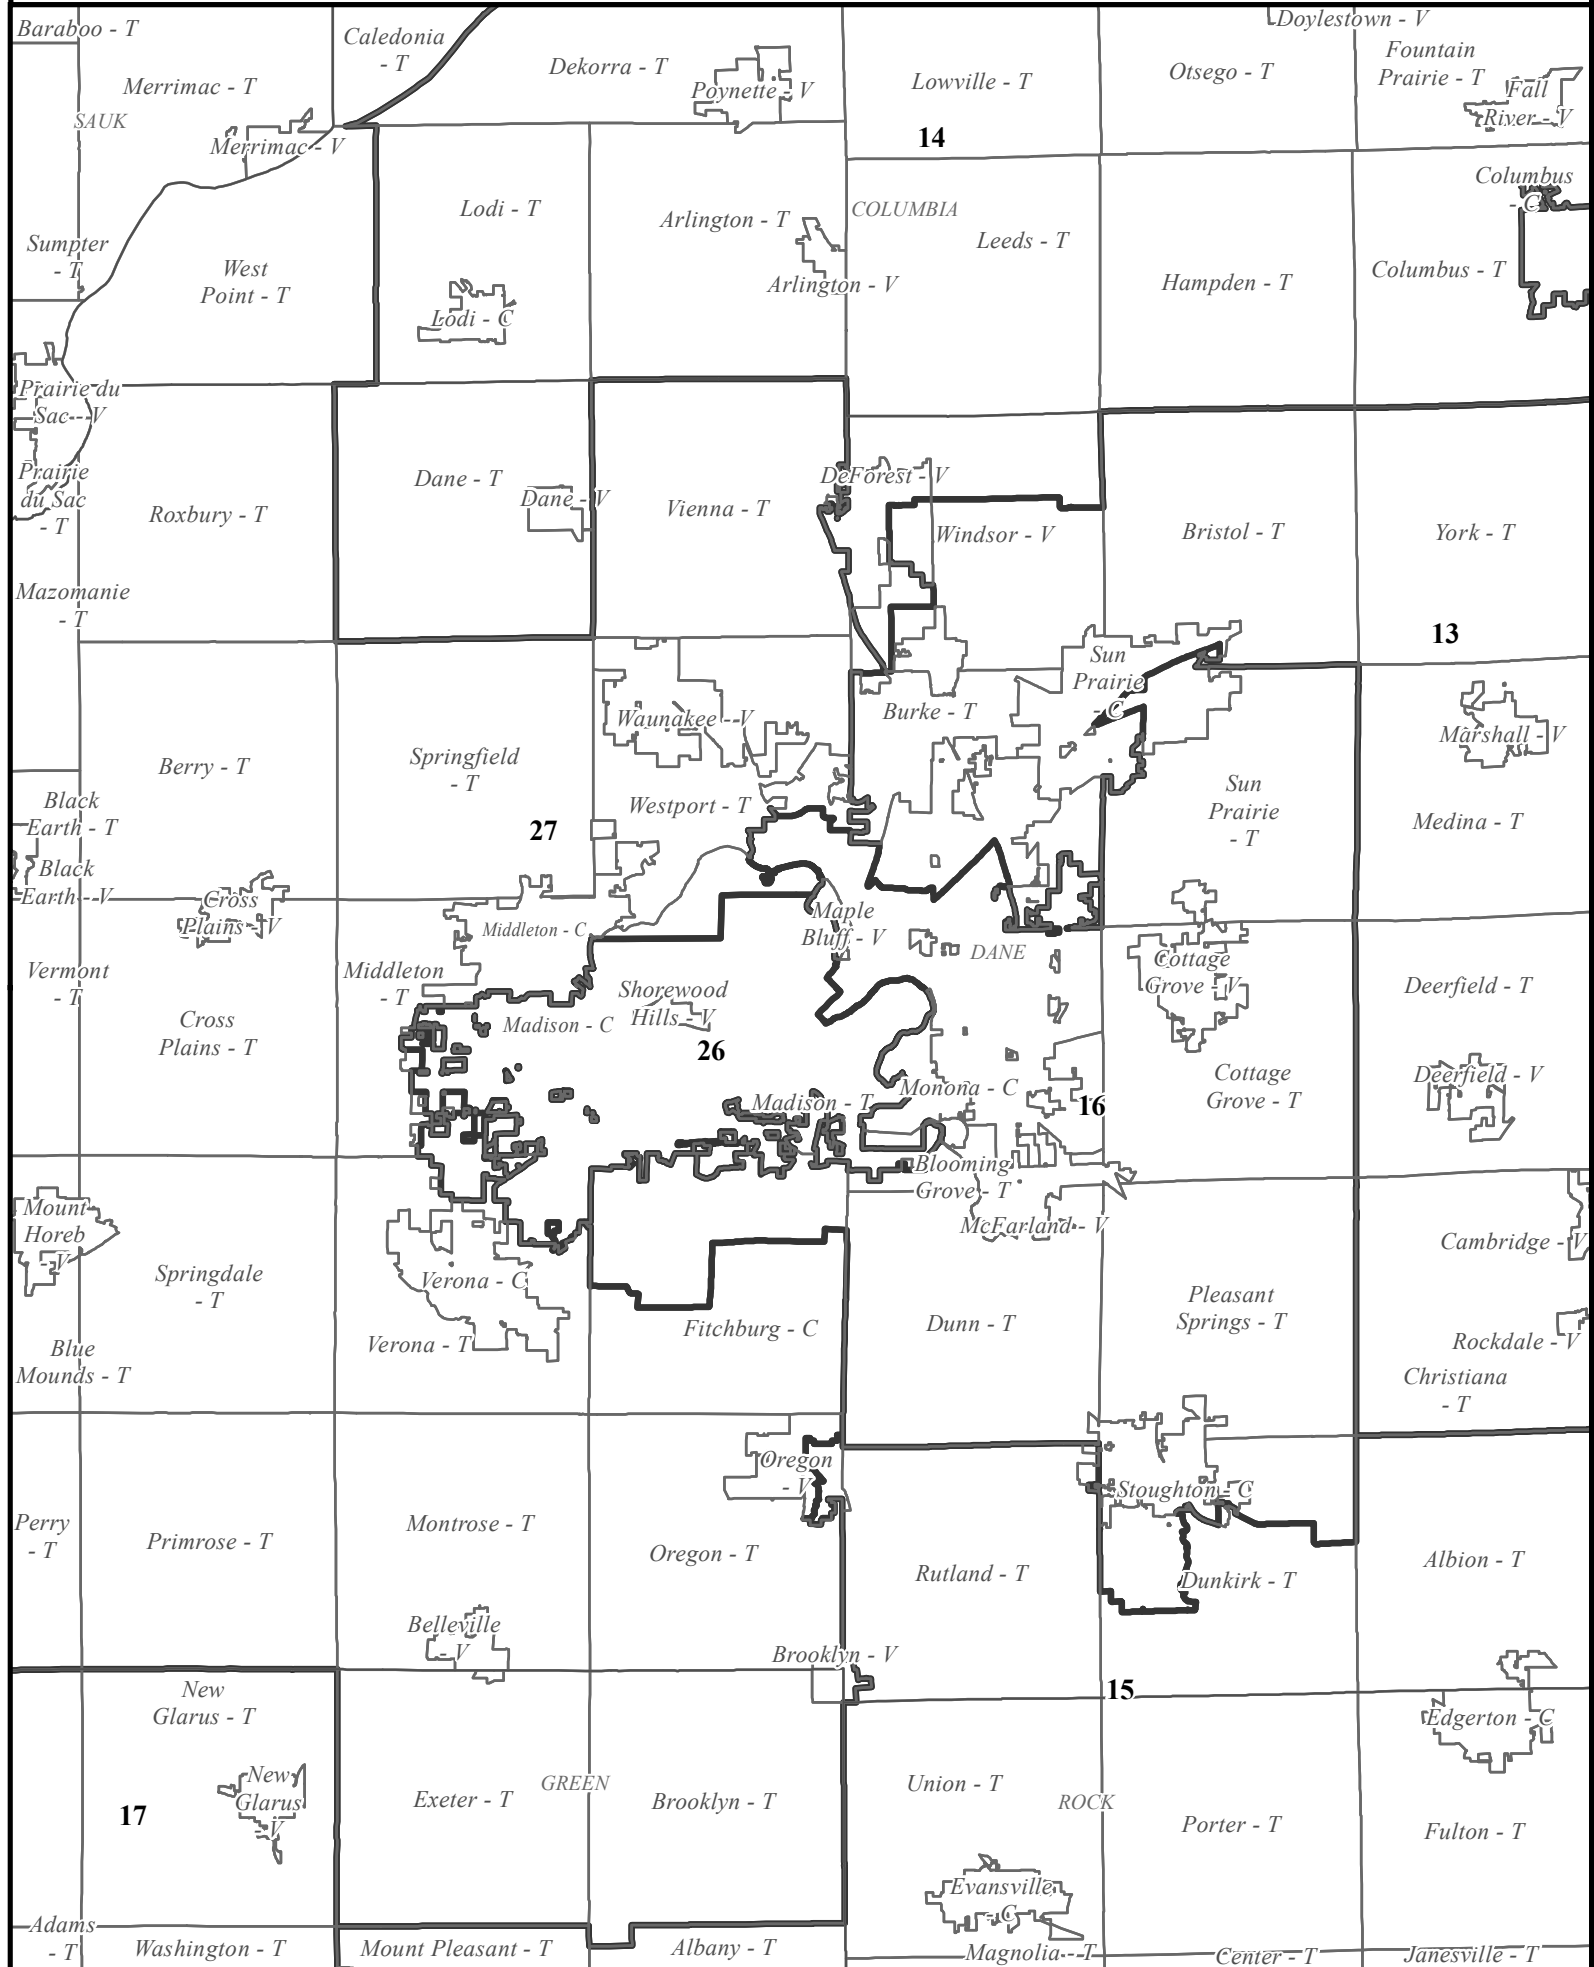 Baraboo - T
Caledonia
- T
Dekorra - T
Poynette - V
Lowville - T
Otsego - T
Doylestown - V
Fountain
Prairie - T
Fall
River - V
Merrimac - T
SAUK
Merrimac - V
14
Columbus
- C
Lodi - T
Arlington - T
COLUMBIA
Leeds - T
Sumpter
- T
West
Point - T
Arlington - V
Hampden - T
Columbus - T
Lodi - C
Prairie du
Sac - V
Prairie
du Sac
- T
Roxbury - T
Dane - T
Dane - V
Vienna - T
DeForest - V
Windsor - V
Bristol - T
York - T
Mazomanie
- T
13
Sun
Prairie
- C
Burke - T
Waunakee - V
Marshall - V
Berry - T
Springfield
- T
Westport - T
Sun
Prairie
- T
Medina - T
Black
Earth - T
27
Black
Earth - V
Cross
Plains - V
Middleton - C
Maple
Bluff - V
DANE
Cottage
Grove - V
Vermont
- T
Middleton
- T
Shorewood
Hills - V
Deerfield - T
Cross
Plains - T
Madison - C
26
Monona - C
Cottage
Grove - T
Deerfield - V
Madison - T
16
Blooming
Grove - T
Mount
Horeb
- V
McFarland - V
Cambridge - V
Springdale
- T
Verona - C
Pleasant
Springs - T
Fitchburg - C
Dunn - T
Verona - T
Rockdale - V
Blue
Mounds - T
Christiana
- T
Oregon
- V
Stoughton - C
Perry
- T
Primrose - T
Montrose - T
Oregon - T
Rutland - T
Dunkirk - T
Albion - T
Belleville
- V
Brooklyn - V
New
Glarus - T
15
Edgerton - C
New
Glarus
- V
17
Exeter - T
GREEN
Brooklyn - T
Union - T
ROCK
Porter - T
Fulton - T
Evansville
- C
Adams
- T
Washington - T
Mount Pleasant - T
Albany - T
Magnolia - T
Center - T
Janesville - T